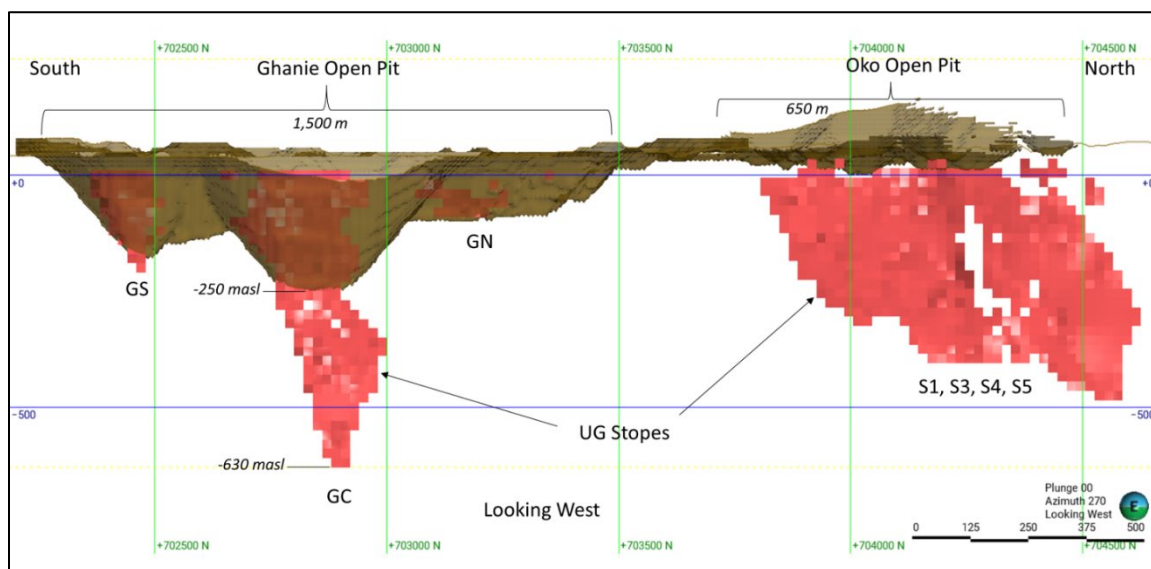 +702500 N
+703000 N
+703500 N
+704000 N
+704500 N
South
Ghanie Open Pit
Oko Open Pit
North
1,500 m
650 m
+0
+0
GS
GN
-250 masl
S1, S3, S4, S5
-500
-500
UG Stopes
-630 masl
GC
Looking West
Plunge 00
Azimuth 270
Looking West
E
0 125 250 375 500
+702500 N
+703000 N
+703500 N
+704000 N
+704500 N